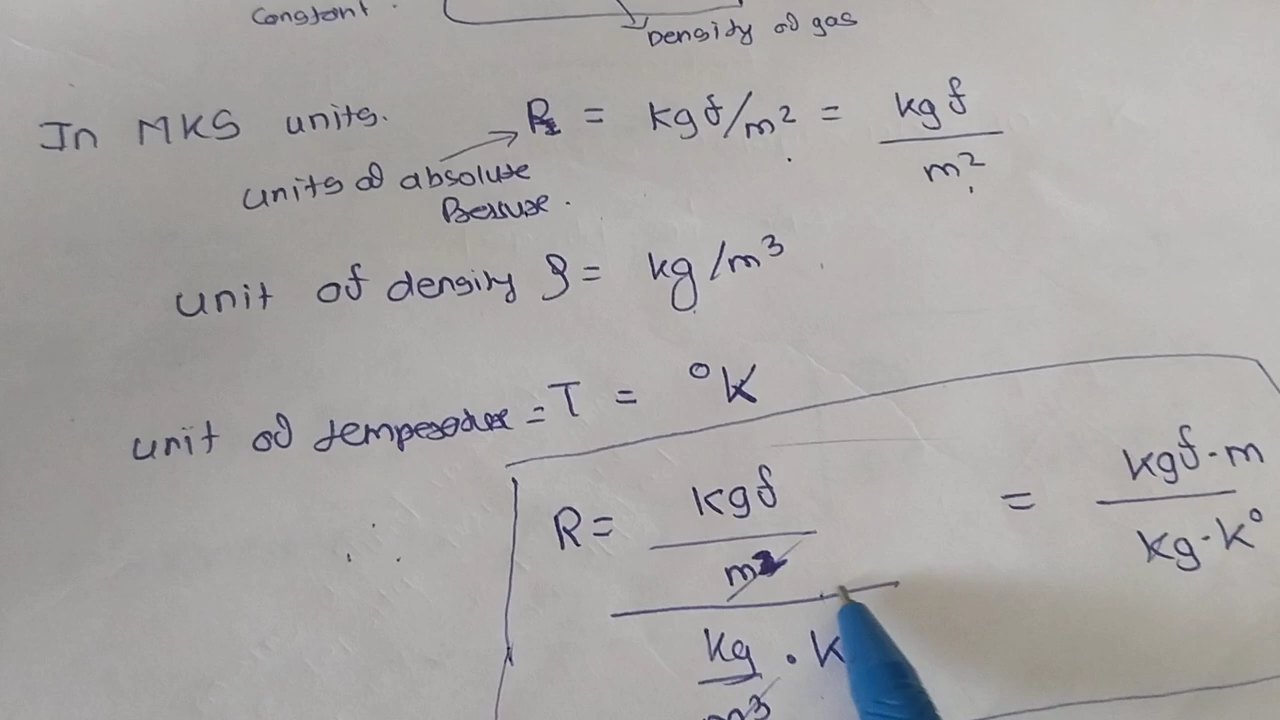 Constant.
Density of gas
In MKS units. P = kgf/m² = kgf / m²
units of absolute
Pressure.
unit of density ρ = kg/m³
unit of temperature = T = °K
R = kgf / m² = kgf·m / kg·K°
kg · K
m³